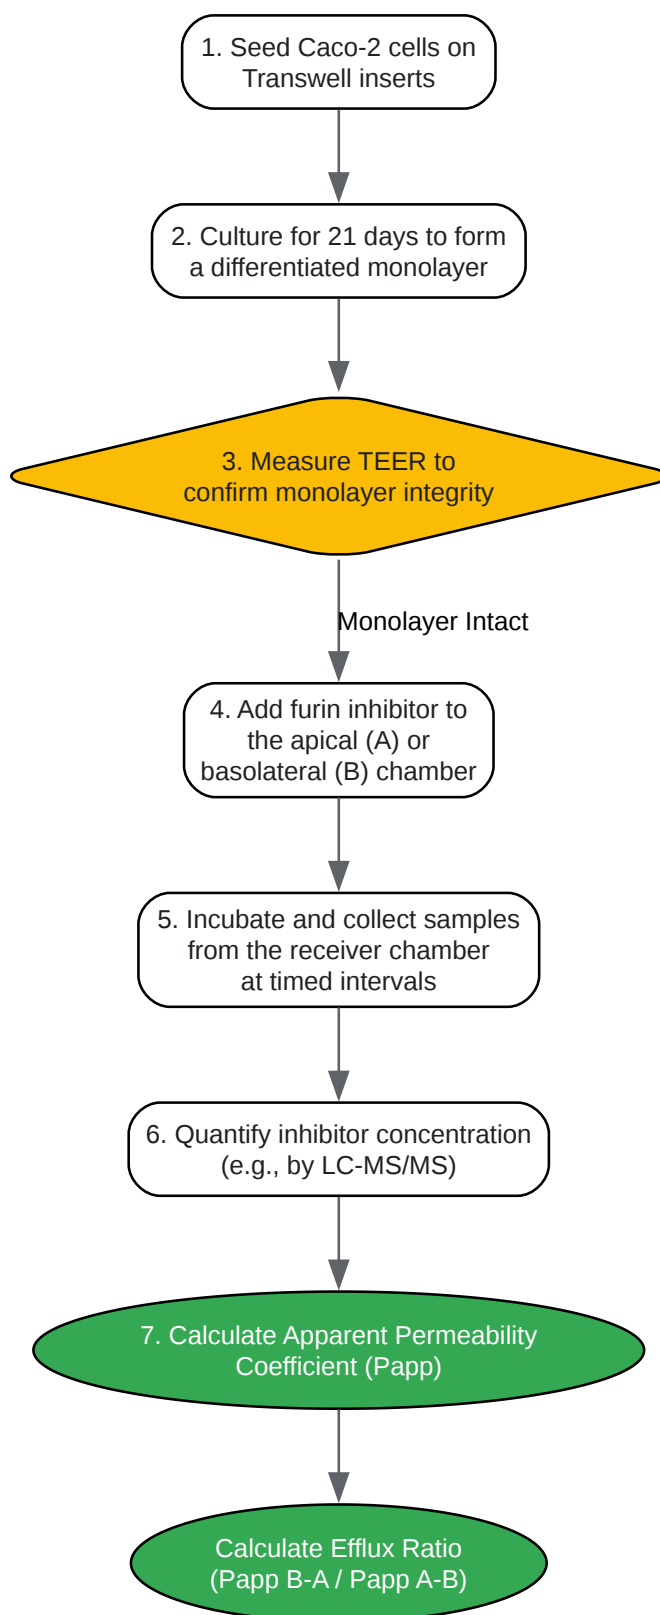 1. Seed Caco-2 cells on
Transwell inserts
2. Culture for 21 days to form
a differentiated monolayer
3. Measure TEER to
confirm monolayer integrity
Monolayer Intact
4. Add furin inhibitor to
the apical (A) or
basolateral (B) chamber
5. Incubate and collect samples
from the receiver chamber
at timed intervals
6. Quantify inhibitor concentration
(e.g., by LC-MS/MS)
7. Calculate Apparent Permeability
Coefficient (Papp)
Calculate Efflux Ratio
(Papp B-A / Papp A-B)